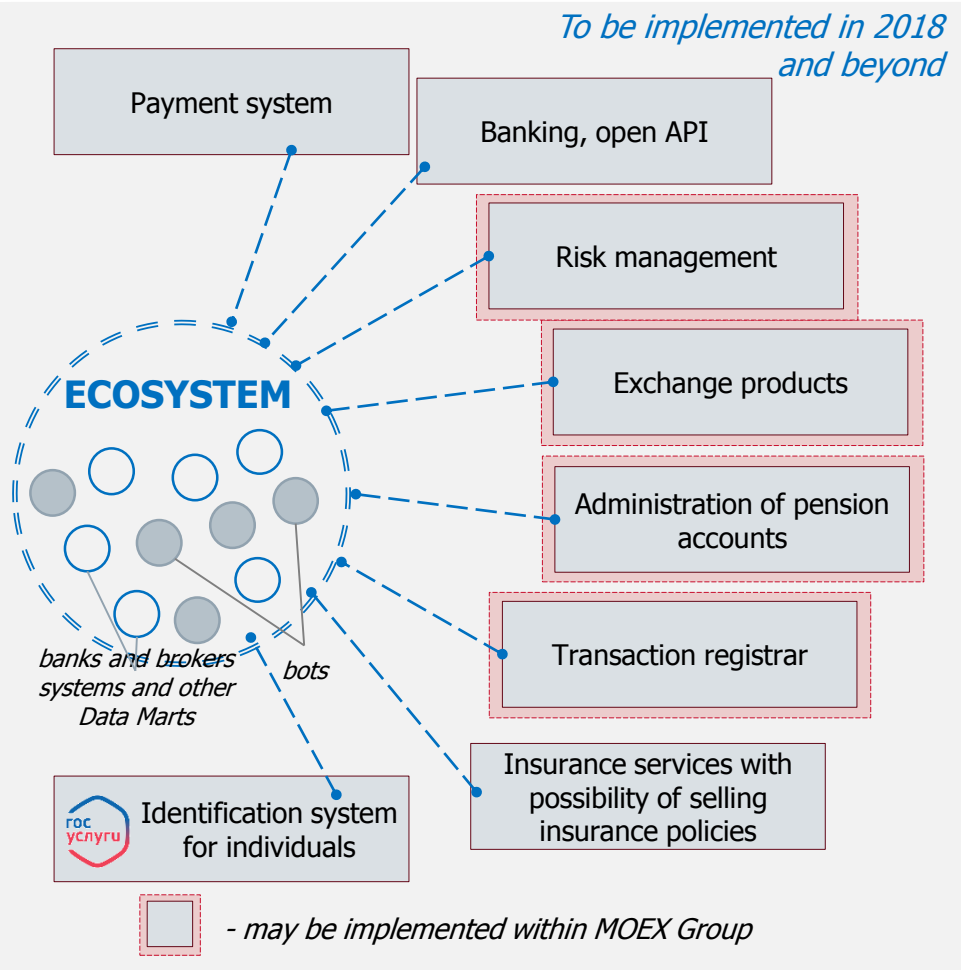 To be implemented in 2018
and beyond
Payment system
Banking, open API
Risk management
ECOSYSTEM
Exchange products
Administration of pension
accounts
Transaction registrar
banks and brokers
systems and other
Data Marts
bots
Insurance services with
possibility of selling
insurance policies
гос
услуги
Identification system
for individuals
- may be implemented within MOEX Group